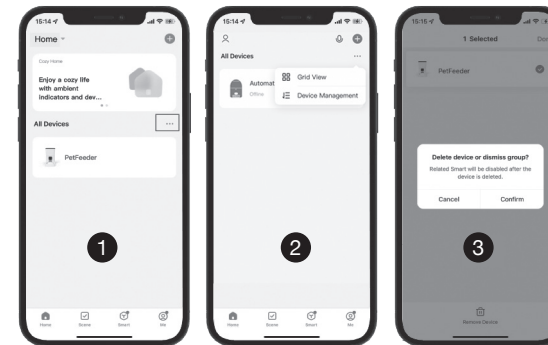 15:14
Home
Cozy Home
Enjoy a cozy life
with ambient
indicators and dev...
All Devices
...
PetFeeder
1
Home
Scene
Smart
Me
15:14
All Devices
...
Automat
Offline
Grid View
Device Management
2
Home
Scene
Smart
Me
15:15
1 Selected
PetFeeder
Delete device or dismiss group?
Related Smart will be disabled after the
device is deleted.
Cancel
Confirm
3
Remove Device